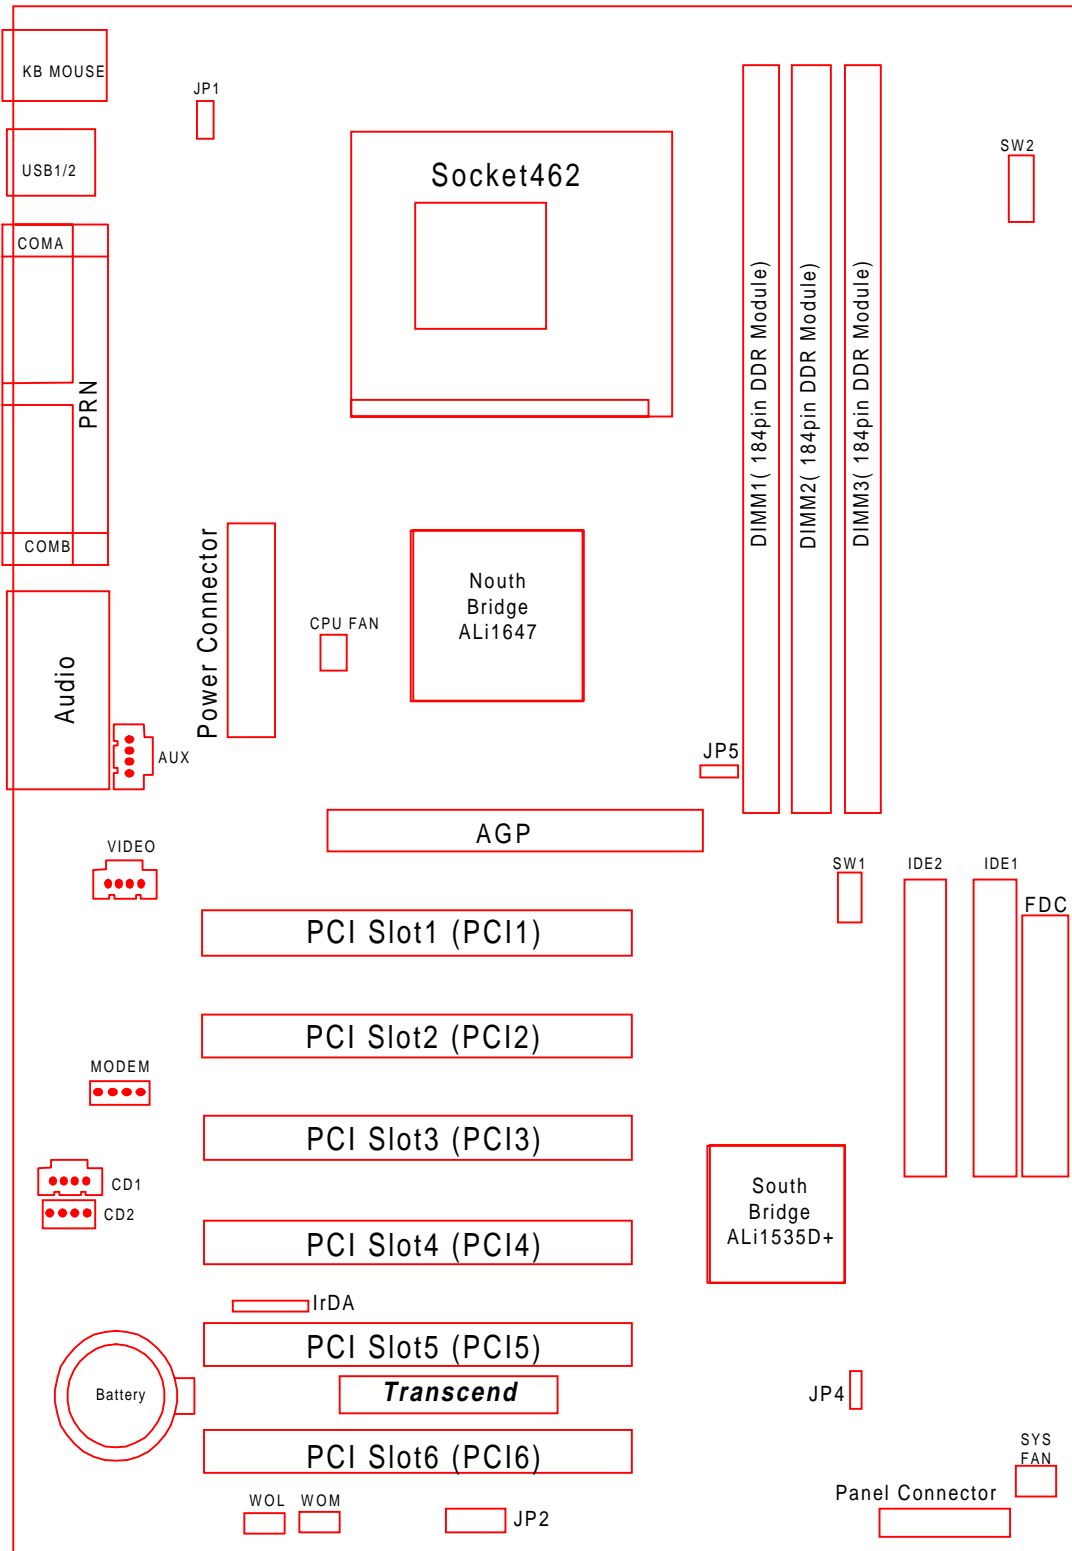 KB MOUSE
JP1
SW2
USB1/2
Socket462
COMA
PRN
COMB
DIMM1( 184pin DDR Module)
DIMM2( 184pin DDR Module)
DIMM3( 184pin DDR Module)
Power Connector
CPU FAN
Nouth
Bridge
ALi1647
Audio
AUX
JP5
AGP
VIDEO
SW1
IDE2
IDE1
FDC
PCI Slot1 (PCI1)
PCI Slot2 (PCI2)
MODEM
PCI Slot3 (PCI3)
CD1
CD2
South
Bridge
ALi1535D+
PCI Slot4 (PCI4)
IrDA
PCI Slot5 (PCI5)
Battery
Transcend
JP4
PCI Slot6 (PCI6)
SYS
FAN
Panel Connector
WOL
WOM
JP2